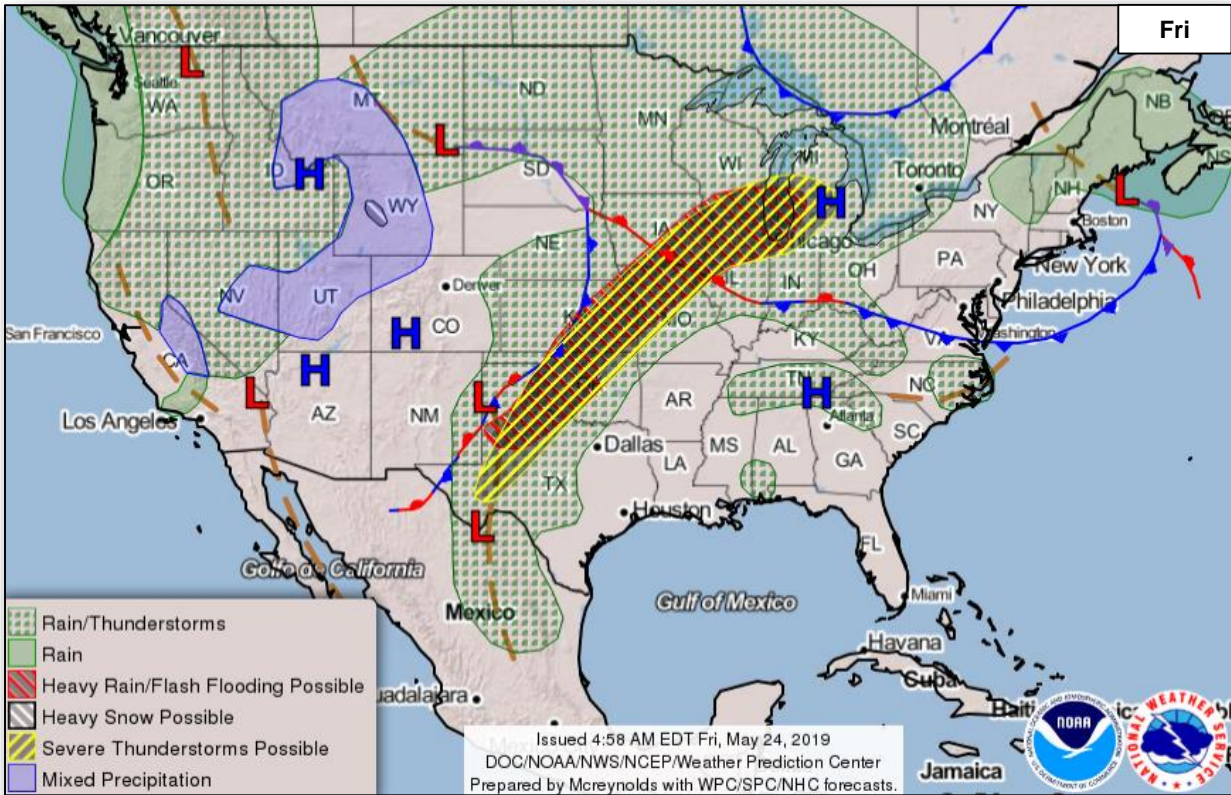 Fri
Vancouver
L
Seattle
WA
MT
ND
MN
Montréal
NB
NS
L
OR
ID
H
WY
SD
WI
MI
Toronto
NH
L
NY
Boston
H
NE
IA
Chicago
NV
UT
Denver
CO
IL
IN
OH
PA
New York
Philadelphia
San Francisco
H
MO
KY
VA
Washington
CA
H
L
AZ
NM
L
TN
H
NC
Los Angeles
AR
Atlanta
SC
Dallas
MS
AL
GA
LA
TX
Houston
L
FL
Golfo de California
Mexico
Gulf of Mexico
Miami
Havana
Cuba
Rain/Thunderstorms
Rain
Heavy Rain/Flash Flooding Possible
Heavy Snow Possible
Severe Thunderstorms Possible
Mixed Precipitation
uadalajara
Issued 4:58 AM EDT Fri, May 24, 2019
DOC/NOAA/NWS/NCEP/Weather Prediction Center
Prepared by Mcreynolds with WPC/SPC/NHC forecasts.
Jamaica
NOAA
NATIONAL WEATHER SERVICE